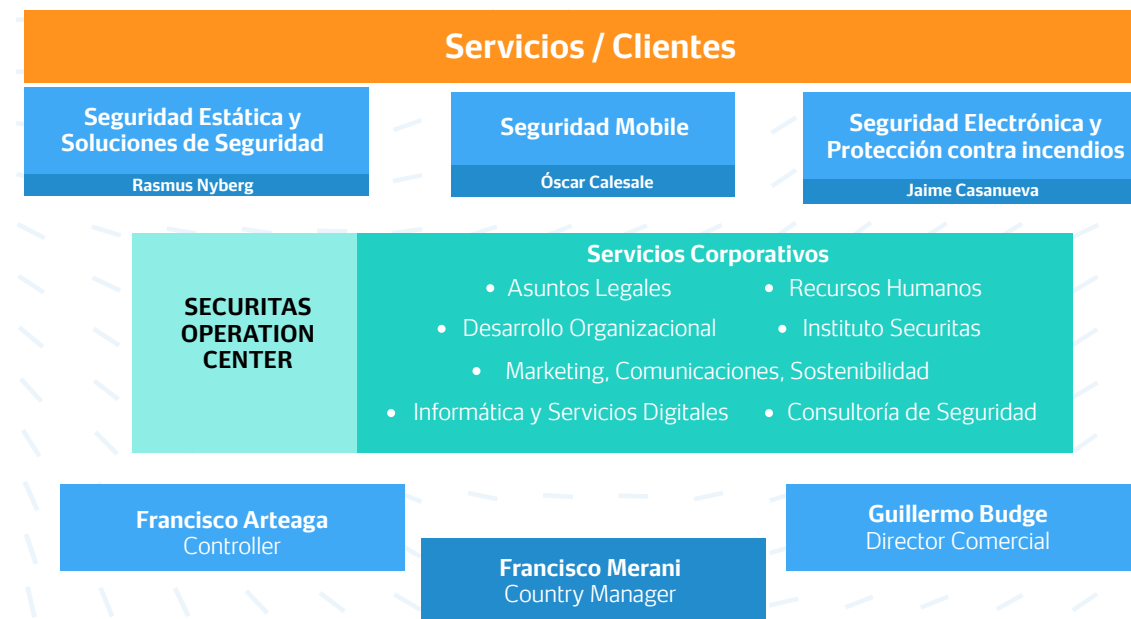 Servicios / Clientes
Seguridad Estática y
Soluciones de Seguridad
Rasmus Nyberg
Seguridad Mobile
Óscar Calesale
Seguridad Electrónica y
Protección contra incendios
Jaime Casanueva
SECURITAS
OPERATION
CENTER
Servicios Corporativos
• Asuntos Legales
• Recursos Humanos
• Desarrollo Organizacional
• Instituto Securitas
• Marketing, Comunicaciones, Sostenibilidad
• Informática y Servicios Digitales
• Consultoría de Seguridad
Francisco Arteaga
Controller
Francisco Merani
Country Manager
Guillermo Budge
Director Comercial